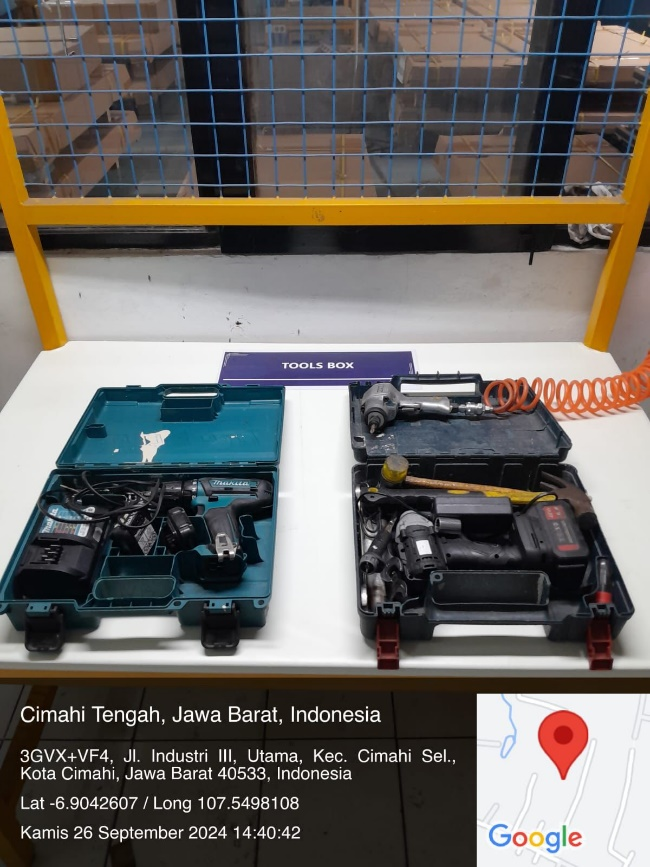 TOOLS BOX
makita
Cimahi Tengah, Jawa Barat, Indonesia
3GVX+VF4, Jl. Industri III, Utama, Kec. Cimahi Sel.,
Kota Cimahi, Jawa Barat 40533, Indonesia
Lat -6.9042607 / Long 107.5498108
Kamis 26 September 2024 14:40:42
Google